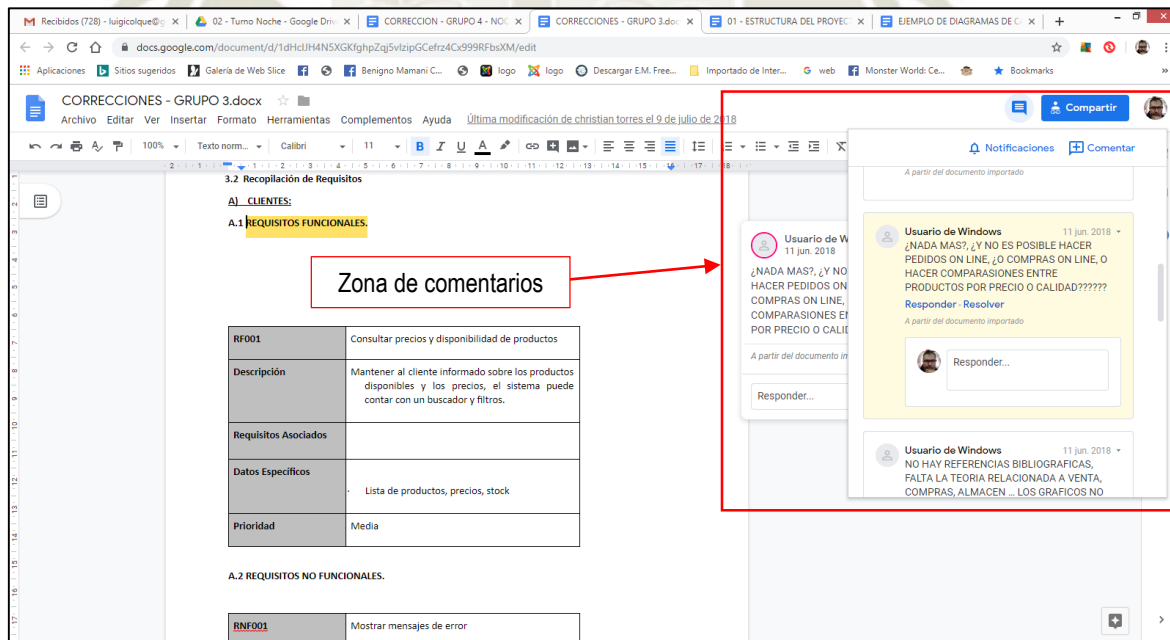 Recibidos (728) - luigicolque@g
02 - Turno Noche - Google Driv
CORRECCION - GRUPO 4 - NOC
CORRECCIONES - GRUPO 3.doc
01 - ESTRUCTURA DEL PROYEC
EJEMPLO DE DIAGRAMAS DE C
docs.google.com/document/d/1dHclJH4N5XGKfghpZqj5vIzipGCefrz4Cx999RFbsXM/edit
Aplicaciones Sitios sugeridos Galería de Web Slice Benigno Mamani C... logo logo Descargar E.M. Free... Importado de Inter... web Monster World: Ce... Bookmarks
CORRECCIONES - GRUPO 3.docx
Compartir
Archivo Editar Ver Insertar Formato Herramientas Complementos Ayuda Última modificación de christian torres el 9 de julio de 2018
100% Texto norm... Calibri 11 B I U A
Notificaciones Comentar
3.2 Recopilación de Requisitos
A) CLIENTES:
A.1 REQUISITOS FUNCIONALES.
Zona de comentarios
RF001 Consultar precios y disponibilidad de productos
Descripción Mantener al cliente informado sobre los productos
disponibles y los precios, el sistema puede
contar con un buscador y filtros.
Requisitos Asociados
Datos Específicos
· Lista de productos, precios, stock
Prioridad Media
A.2 REQUISITOS NO FUNCIONALES.
RNF001 Mostrar mensajes de error
Usuario de W
11 jun. 2018
¿NADA MAS?, ¿Y NO
HACER PEDIDOS ON
COMPRAS ON LINE,
COMPARASIONES EN
POR PRECIO O CALID
A partir del documento in
Responder...
A partir del documento importado
Usuario de Windows 11 jun. 2018
¿NADA MAS?, ¿Y NO ES POSIBLE HACER
PEDIDOS ON LINE, ¿O COMPRAS ON LINE, O
HACER COMPARASIONES ENTRE
PRODUCTOS POR PRECIO O CALIDAD??????
Responder · Resolver
A partir del documento importado
Responder...
Usuario de Windows 11 jun. 2018
NO HAY REFERENCIAS BIBLIOGRAFICAS,
FALTA LA TEORIA RELACIONADA A VENTA,
COMPRAS, ALMACEN ... LOS GRAFICOS NO